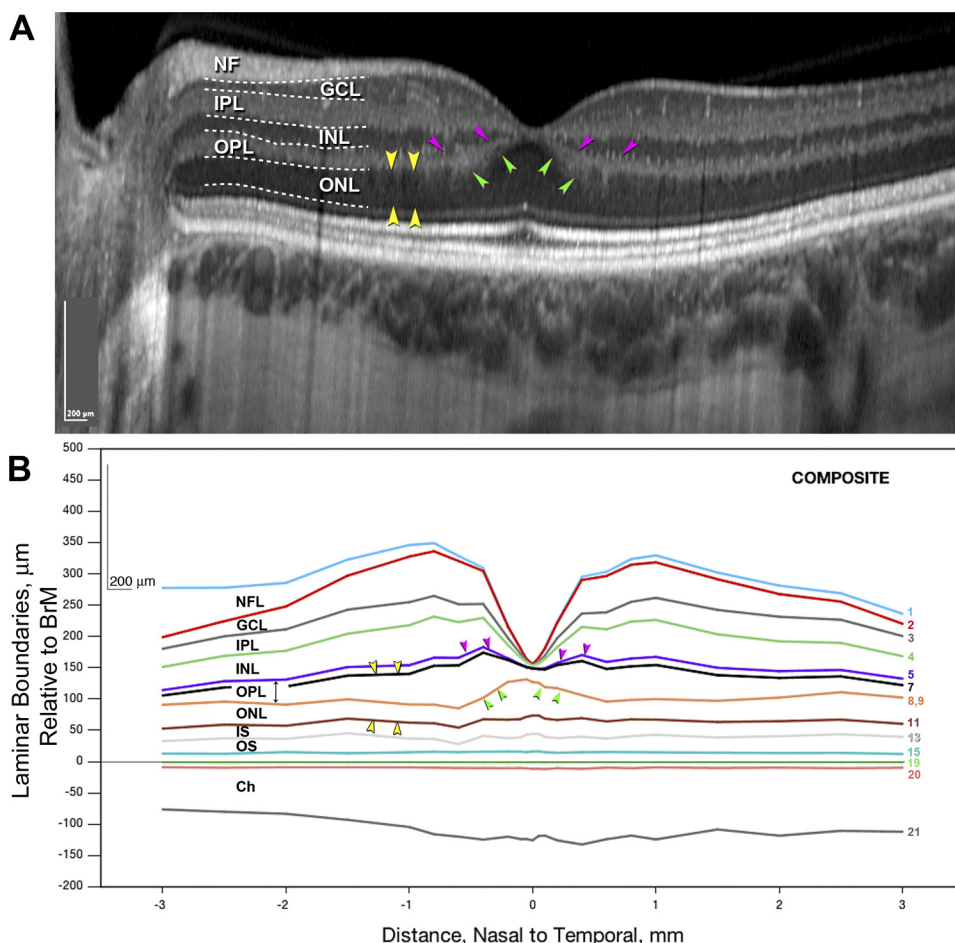 A
NF
GCL
IPL
INL
OPL
ONL
200 µm
B
COMPOSITE
500
450
400
350
300
250
200
150
100
50
0
-50
-100
-150
-200
Laminar Boundaries, µm
Relative to BrM
200 µm
NFL
GCL
IPL
INL
OPL
ONL
IS
OS
Ch
1
2
3
4
5
7
8,9
11
13
15
19
20
21
-3 -2 -1 0 1 2 3
Distance, Nasal to Temporal, mm